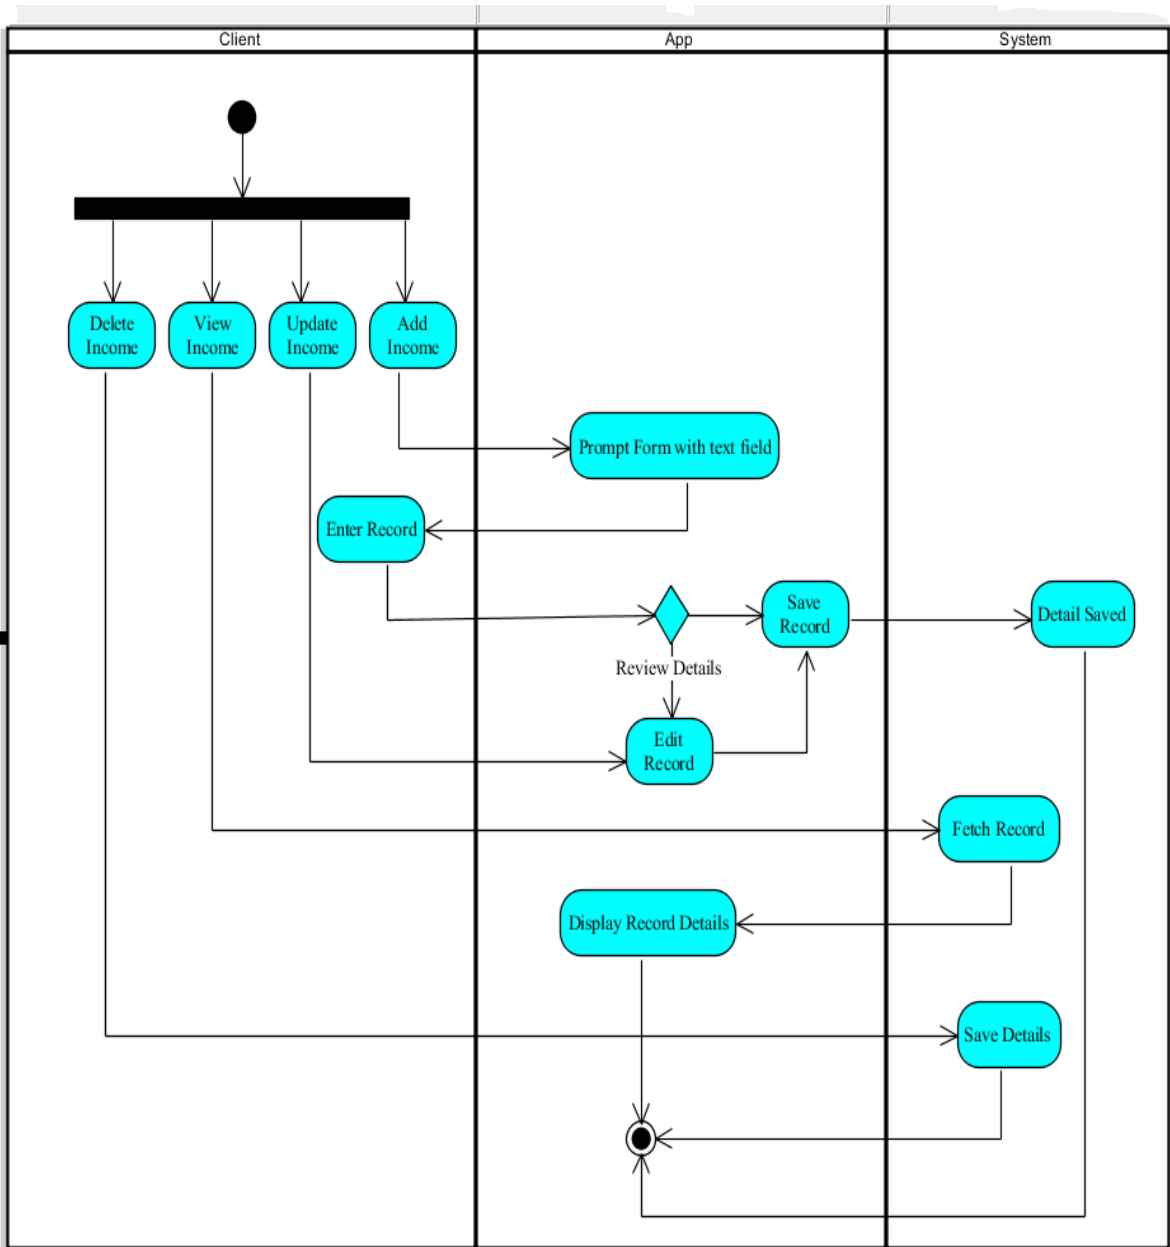 Client
App
System
Delete
Income
View
Income
Update
Income
Add
Income
Prompt Form with text field
Enter Record
Save
Record
Detail Saved
Review Details
Edit
Record
Fetch Record
Display Record Details
Save Details